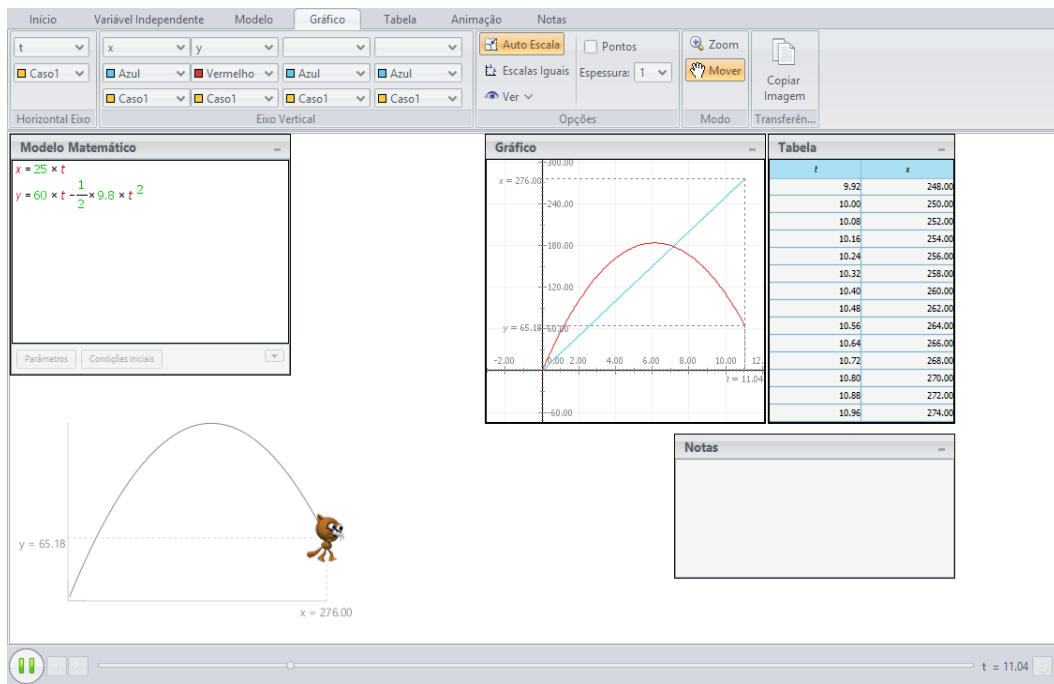 Início Variável Independente Modelo Gráfico Tabela Animação Notas
t x y Auto Escala Pontos Zoom
Caso1 Azul Vermelho Azul Azul Escalas Iguais Espessura: 1 Mover Copiar
Caso1 Caso1 Caso1 Caso1 Ver Imagem
Horizontal Eixo Eixo Vertical Opções Modo Transferên...
Modelo Matemático
x = 25 × t
y = 60 × t - 1/2 × 9.8 × t 2
Parâmetros Condições Iniciais
Gráfico
300.00
x = 276.00
240.00
180.00
120.00
y = 65.18 60.00
-2.00 0.00 2.00 4.00 6.00 8.00 10.00 12.
t = 11.04
-60.00
Tabela
t x
9.92 248.00
10.00 250.00
10.08 252.00
10.16 254.00
10.24 256.00
10.32 258.00
10.40 260.00
10.48 262.00
10.56 264.00
10.64 266.00
10.72 268.00
10.80 270.00
10.88 272.00
10.96 274.00
y = 65.18
x = 276.00
Notas
t = 11.04